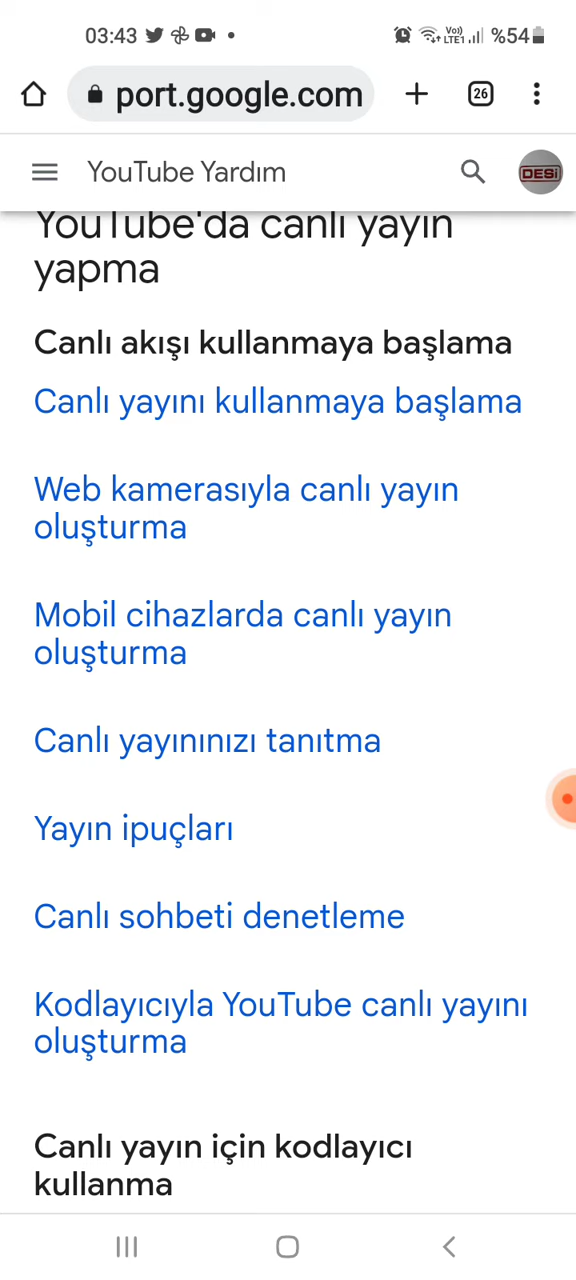 03:43
Vo))
LTE1
%54
port.google.com
26
YouTube Yardım
DESi
YouTube'da canlı yayın
yapma
Canlı akışı kullanmaya başlama
Canlı yayını kullanmaya başlama
Web kamerasıyla canlı yayın
oluşturma
Mobil cihazlarda canlı yayın
oluşturma
Canlı yayınınızı tanıtma
Yayın ipuçları
Canlı sohbeti denetleme
Kodlayıcıyla YouTube canlı yayını
oluşturma
Canlı yayın için kodlayıcı
kullanma